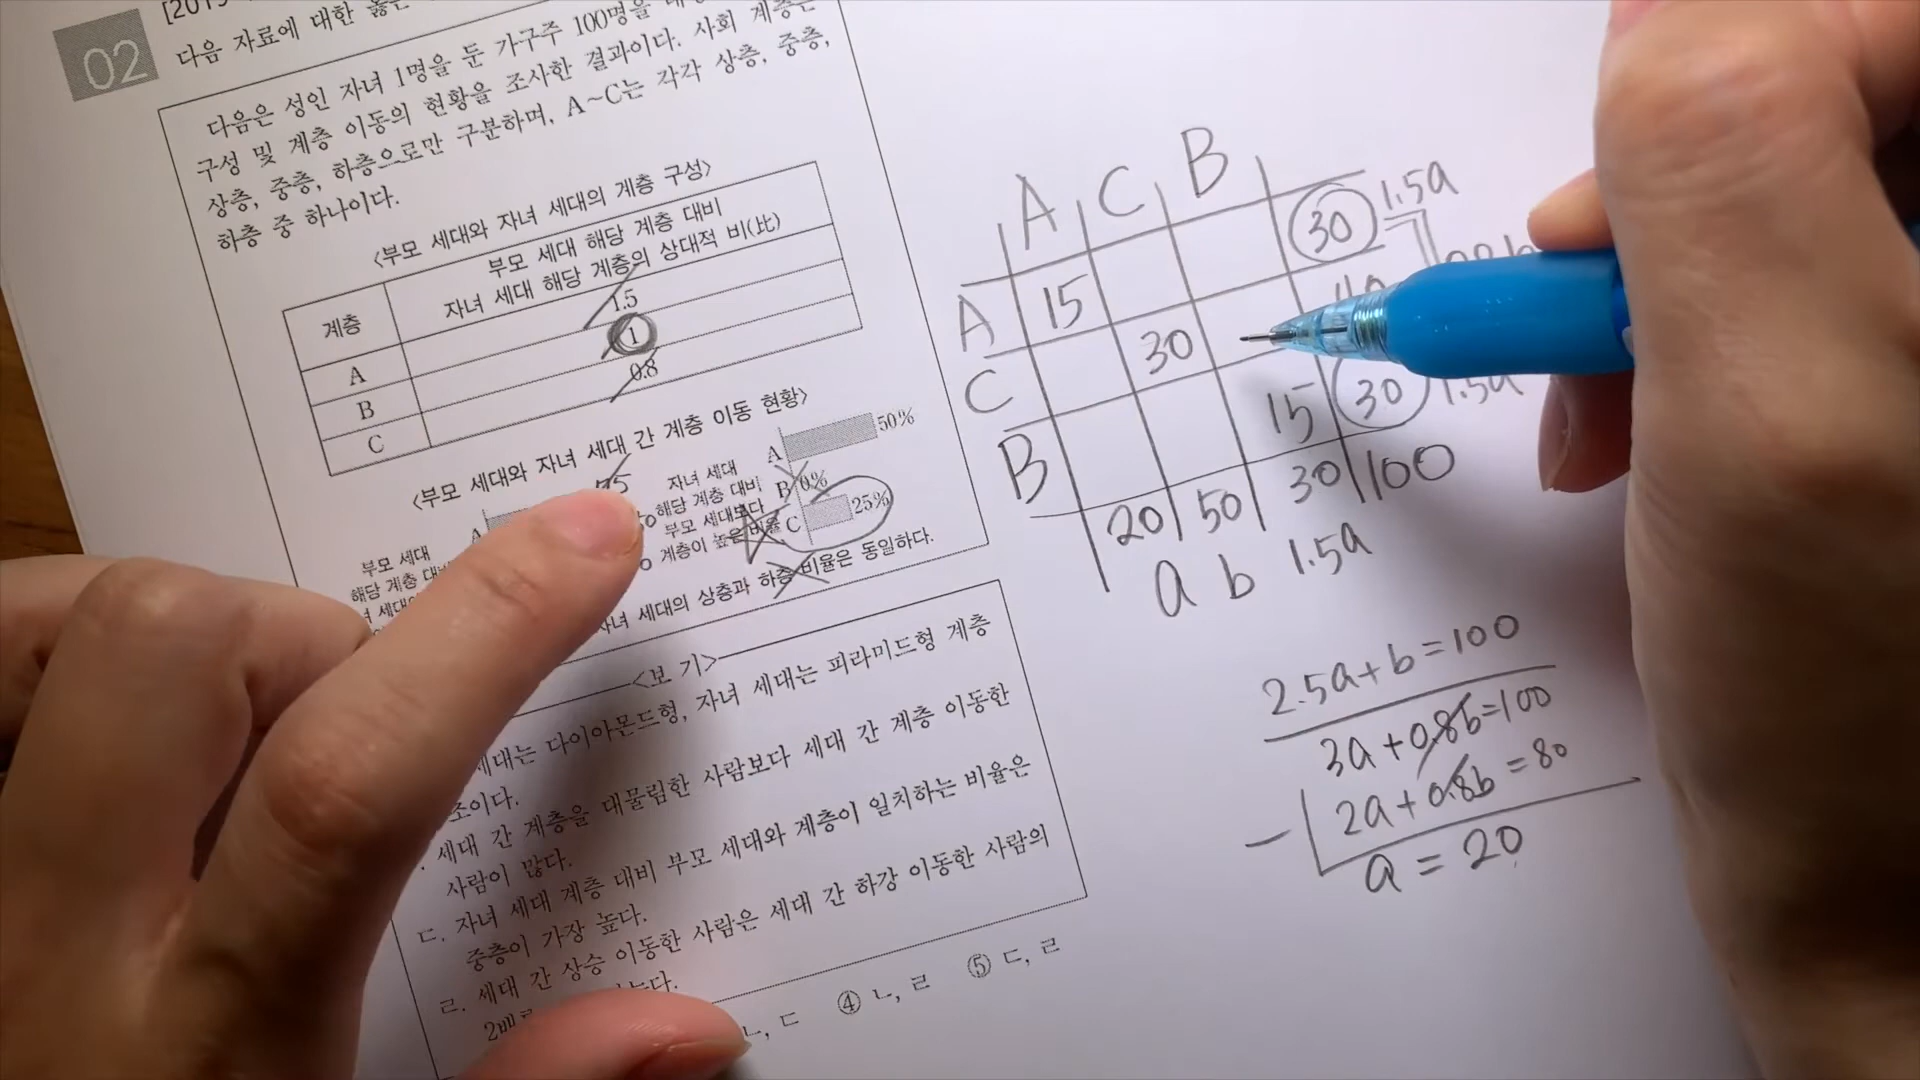 02
[2019
다음 자료에 대한 옳은
다음은 성인 자녀 1명을 둔 가구주 100명을
구성 및 계층 이동의 현황을 조사한 결과이다. 사회 계층은
상층, 중층, 하층으로만 구분하며, A~C는 각각 상층, 중층,
하층 중 하나이다.
<부모 세대와 자녀 세대의 계층 구성>
계층
부모 세대 해당 계층 대비
자녀 세대 해당 계층의 상대적 비(比)
A 1.5
B 1
C 0.8
<부모 세대와 자녀 세대 간 계층 이동 현황>
부모 세대
해당 계층
A
자녀 세대
해당 계층 대비
부모 세대보다
계층이 높은 비율
A 50%
B 0%
C 25%
자녀 세대의 상층과 하층 비율은 동일하다.
<보 기>
세대는 다이아몬드형, 자녀 세대는 피라미드형 계층
조이다.
세대 간 계층을 대물림한 사람보다 세대 간 계층 이동한
사람이 많다.
ㄷ. 자녀 세대 계층 대비 부모 세대와 계층이 일치하는 비율은
중층이 가장 높다.
ㄹ. 세대 간 상승 이동한 사람은 세대 간 하강 이동한 사람의
ㄴ, ㄷ ④ ㄴ, ㄹ ⑤ ㄷ, ㄹ
A C B
A 15 30 1.5a
C 30
B 15 30 1.5a
20 50 30 100
a b 1.5a
2.5a+b=100
3a+0.8b=100
2a+0.8b=80
a=20